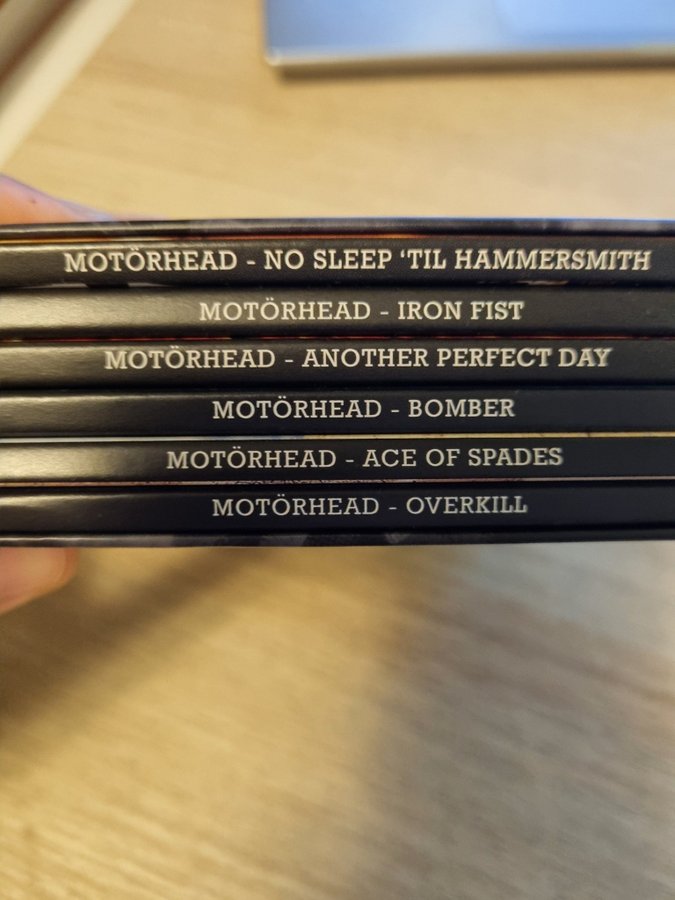 MOTÖRHEAD - NO SLEEP ‘TIL HAMMERSMITH
MOTÖRHEAD - IRON FIST
MOTÖRHEAD - ANOTHER PERFECT DAY
MOTÖRHEAD - BOMBER
MOTÖRHEAD - ACE OF SPADES
MOTÖRHEAD - OVERKILL